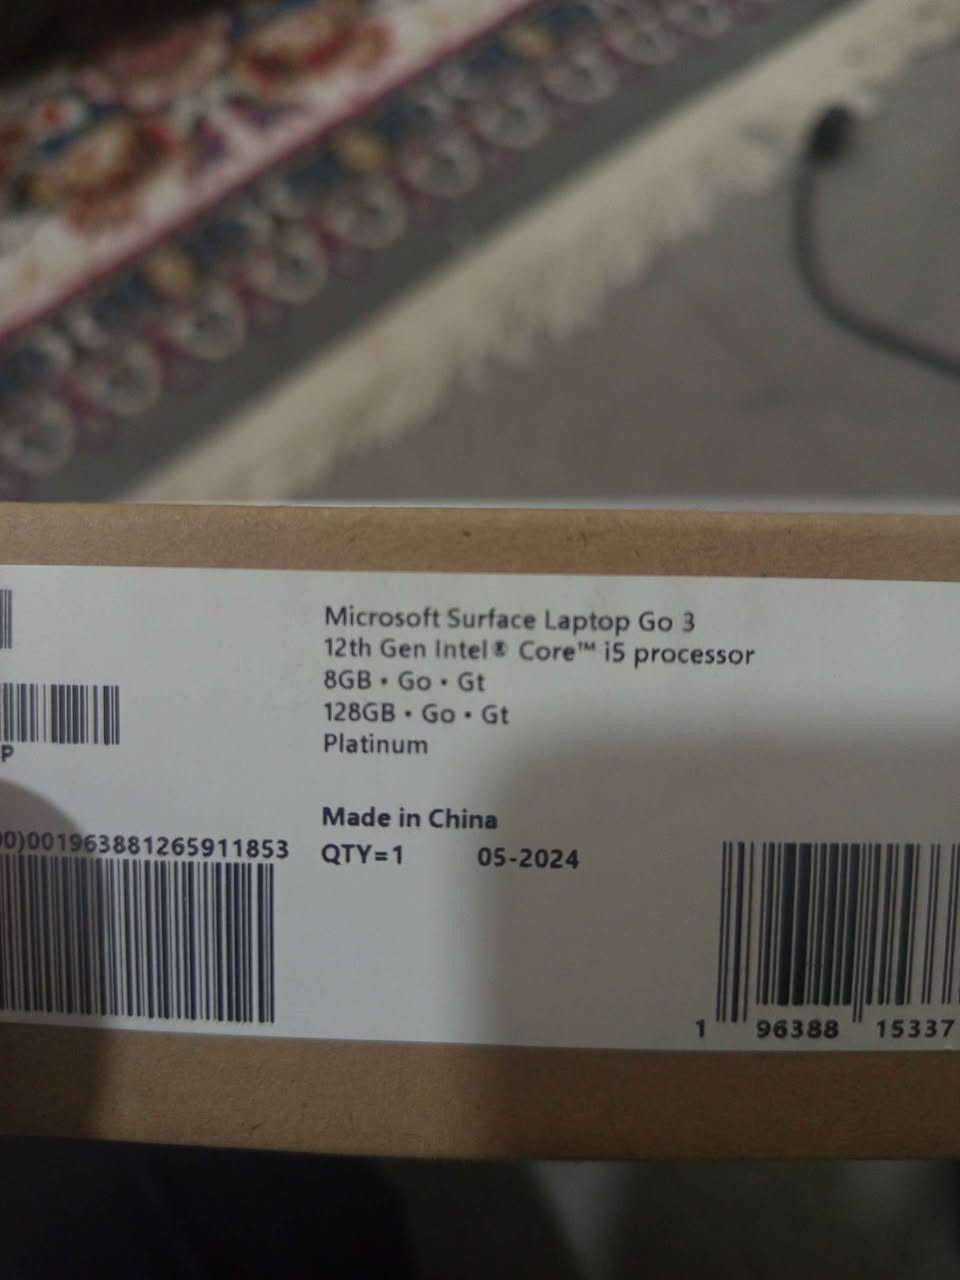 Microsoft Surface Laptop Go 3
12th Gen Intel® Core™ i5 processor
8GB • Go • Gt
128GB • Go • Gt
Platinum
P
Made in China
00)001963881265911853
QTY=1 05-2024
1 96388 15337